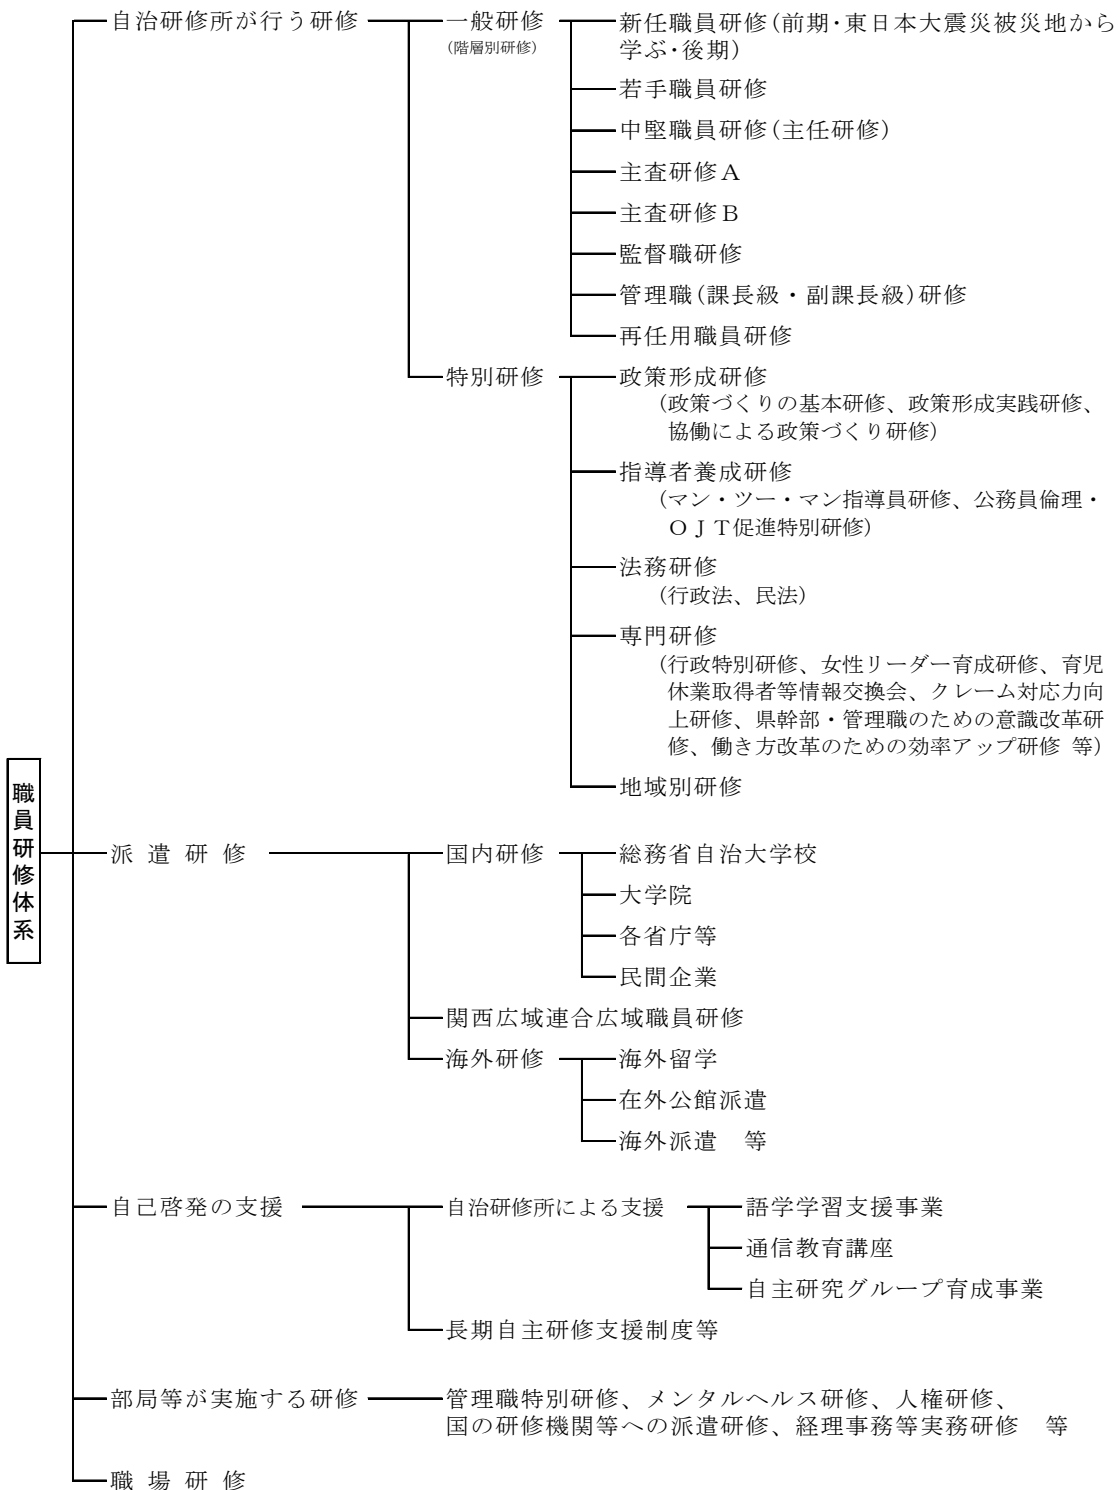 職員研修体系
自治研修所が行う研修
一般研修
(階層別研修)
新任職員研修(前期・東日本大震災被災地から
学ぶ・後期)
若手職員研修
中堅職員研修(主任研修)
主査研修A
主査研修B
監督職研修
管理職(課長級・副課長級)研修
再任用職員研修
特別研修
政策形成研修
(政策づくりの基本研修、政策形成実践研修、
協働による政策づくり研修)
指導者養成研修
(マン・ツー・マン指導員研修、公務員倫理・
OJT促進特別研修)
法務研修
(行政法、民法)
専門研修
(行政特別研修、女性リーダー育成研修、育児
休業取得者等情報交換会、クレーム対応力向
上研修、県幹部・管理職のための意識改革研
修、働き方改革のための効率アップ研修 等)
地域別研修
派遣研修
国内研修
総務省自治大学校
大学院
各省庁等
民間企業
関西広域連合広域職員研修
海外研修
海外留学
在外公館派遣
海外派遣 等
自己啓発の支援
自治研修所による支援
語学学習支援事業
通信教育講座
自主研究グループ育成事業
長期自主研修支援制度等
部局等が実施する研修
管理職特別研修、メンタルヘルス研修、人権研修、
国の研修機関等への派遣研修、経理事務等実務研修 等
職場研修